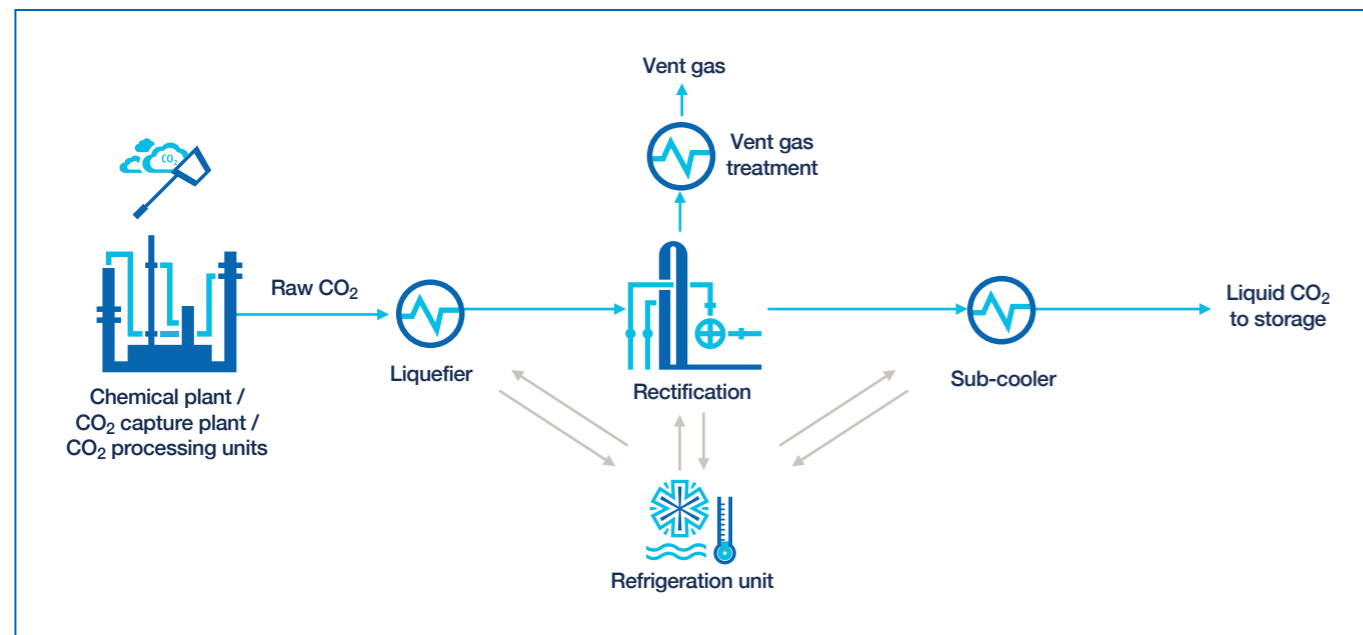 Vent gas
Vent gas
treatment
CO₂
Raw CO₂
Liquid CO₂
to storage
Liquefier
Rectification
Sub-cooler
Chemical plant /
CO₂ capture plant /
CO₂ processing units
Refrigeration unit